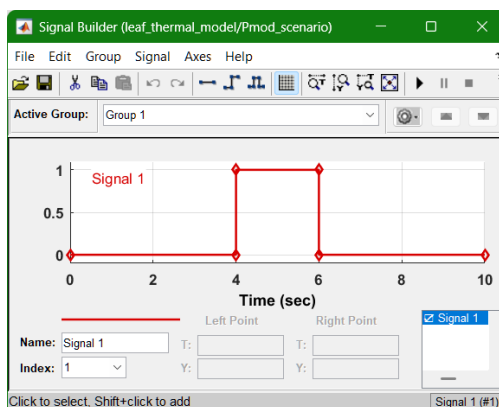 Signal Builder (leaf_thermal_model/Pmod_scenario)
File Edit Group Signal Axes Help
Active Group: Group 1
Signal 1
1
0.5
0
0 2 4 6 8 10
Time (sec)
Left Point Right Point
Name: Signal 1 T: T:
Index: 1 Y: Y:
Signal 1
Click to select, Shift+click to add Signal 1 (#1)